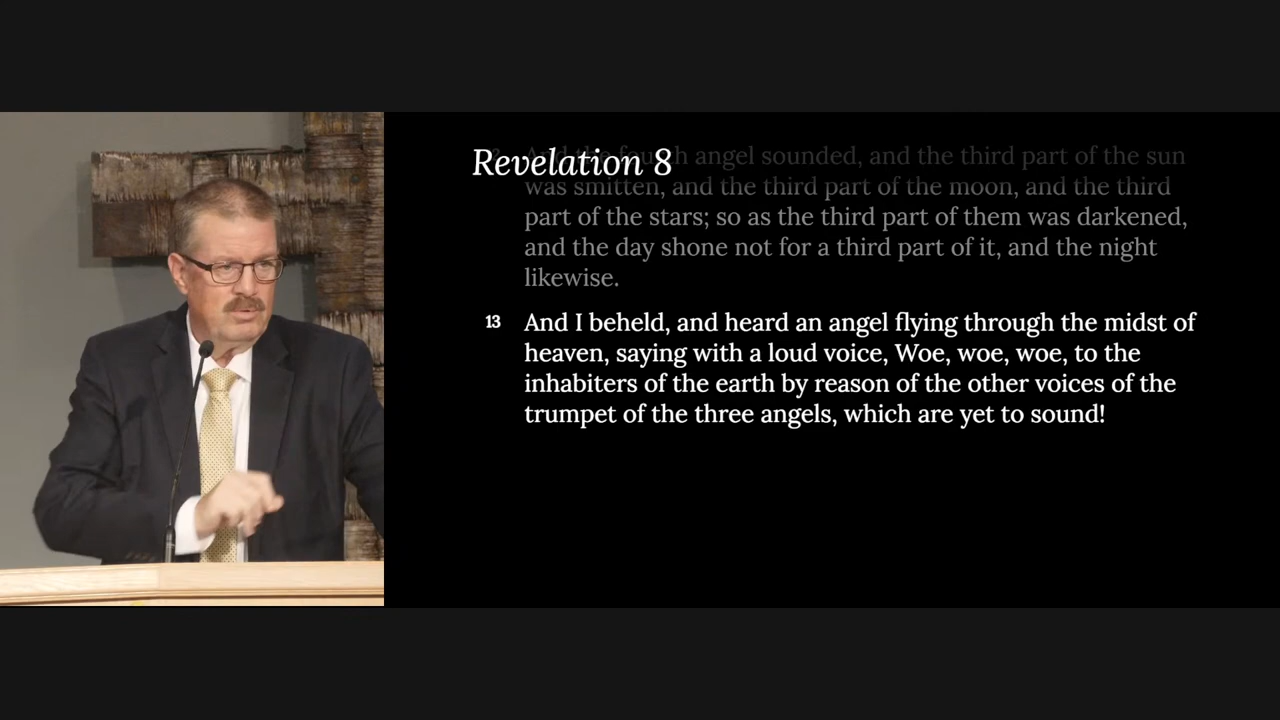 Revelation 8
And the fourth angel sounded, and the third part of the sun
was smitten, and the third part of the moon, and the third
part of the stars; so as the third part of them was darkened,
and the day shone not for a third part of it, and the night
likewise.
13 And I beheld, and heard an angel flying through the midst of
heaven, saying with a loud voice, Woe, woe, woe, to the
inhabiters of the earth by reason of the other voices of the
trumpet of the three angels, which are yet to sound!